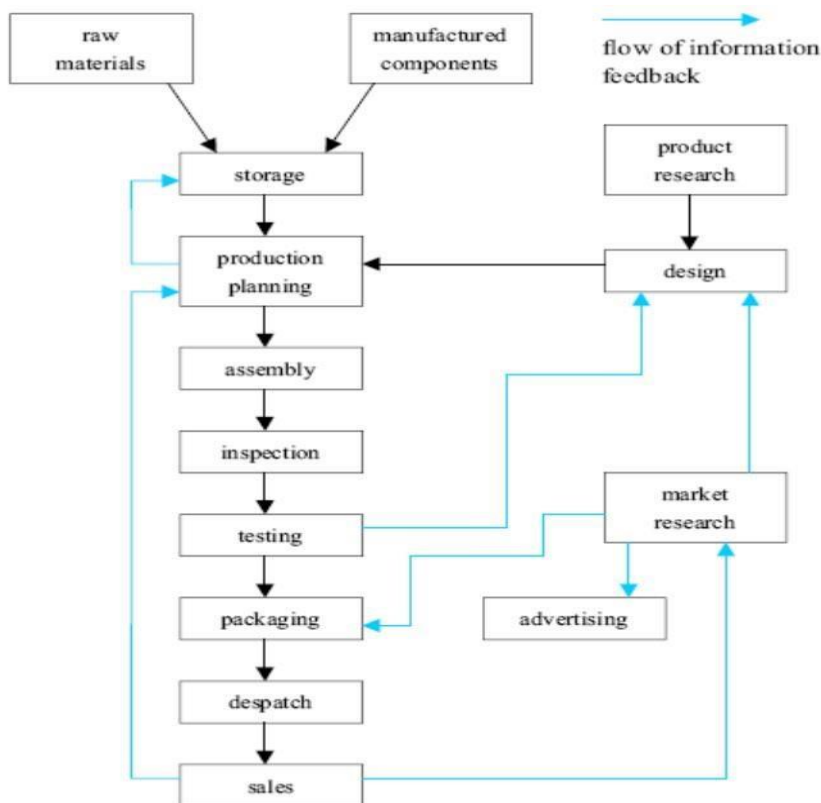 raw
materials
manufactured
components
flow of information
feedback
storage
product
research
production
planning
design
assembly
inspection
market
research
testing
packaging
advertising
despatch
sales